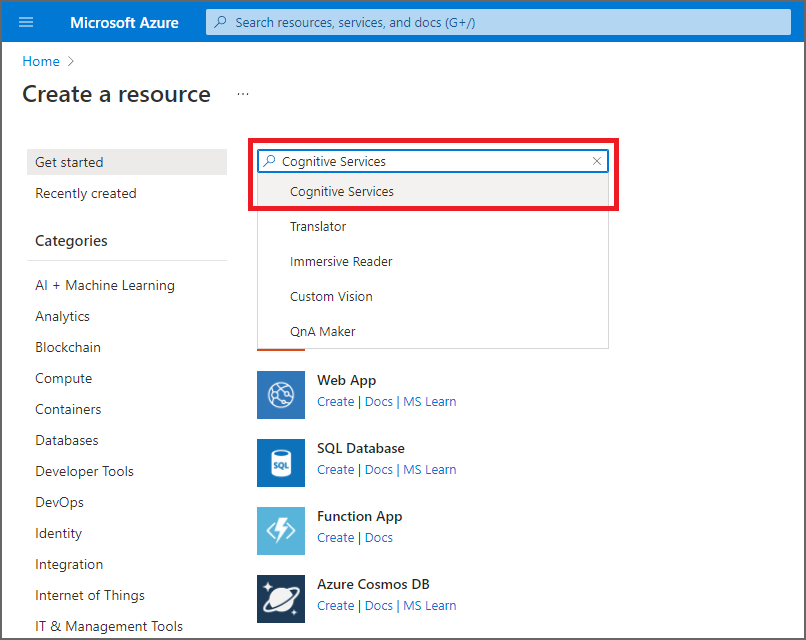 Microsoft Azure
Search resources, services, and docs (G+/)
Home
Create a resource
...
Get started
Recently created
Categories
AI + Machine Learning
Analytics
Blockchain
Compute
Containers
Databases
Developer Tools
DevOps
Identity
Integration
Internet of Things
IT & Management Tools
Cognitive Services
Cognitive Services
Translator
Immersive Reader
Custom Vision
QnA Maker
Web App
Create | Docs | MS Learn
SQL
SQL Database
Create | Docs | MS Learn
Function App
Create | Docs
Azure Cosmos DB
Create | Docs | MS Learn